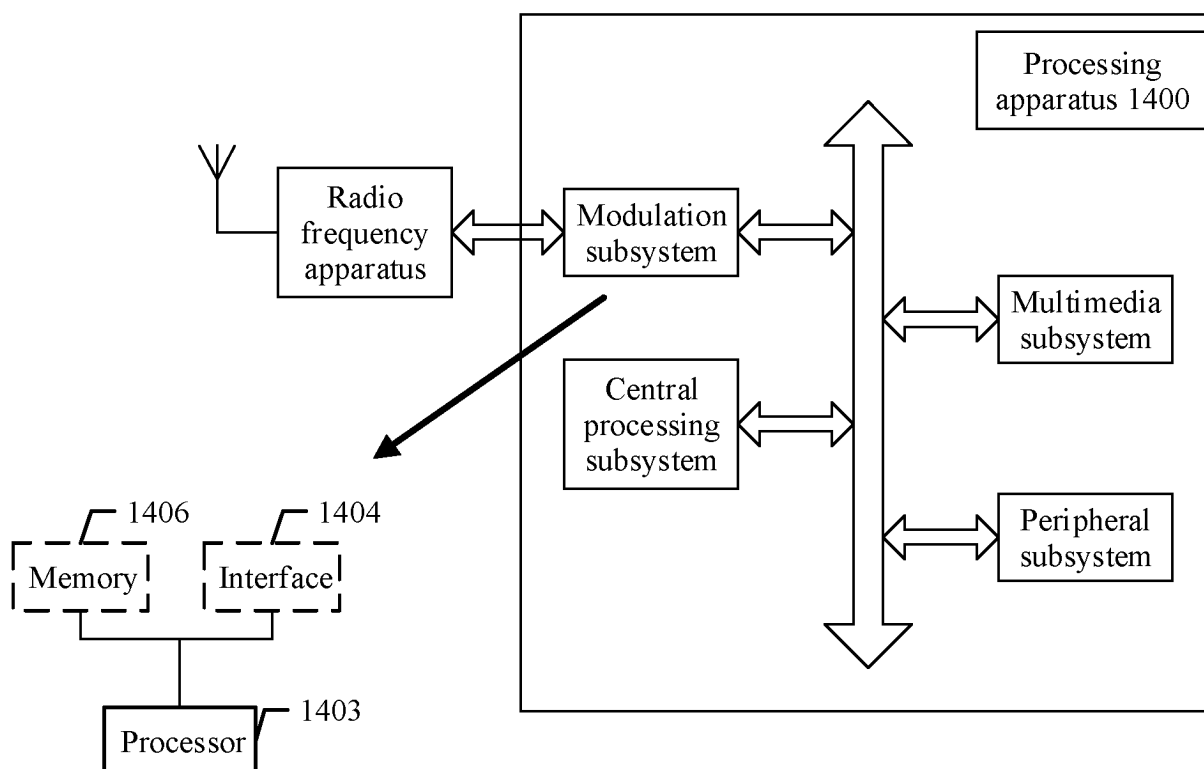 Processing
apparatus 1400
Radio
frequency
apparatus
Modulation
subsystem
Multimedia
subsystem
Central
processing
subsystem
1406
1404
Memory
Interface
Peripheral
subsystem
1403
Processor